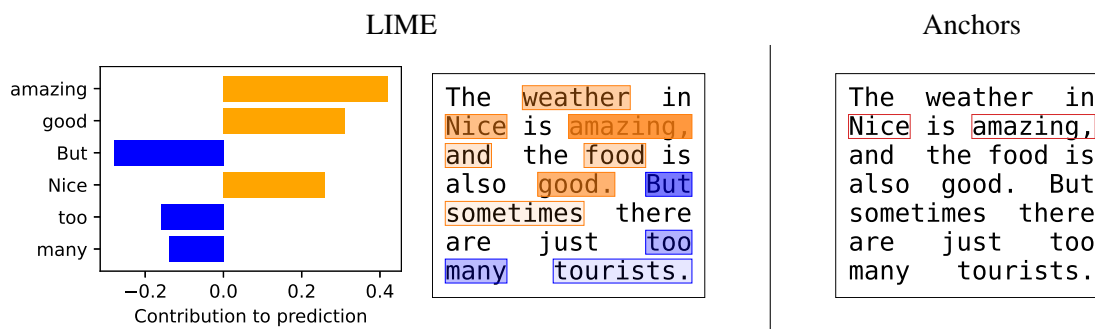 LIME
Anchors
amazing
good
But
Nice
too
many
−0.2 0.0 0.2 0.4
Contribution to prediction
The weather in
Nice is amazing,
and the food is
also good. But
sometimes there
are just too
many tourists.
The weather in
Nice is amazing,
and the food is
also good. But
sometimes there
are just too
many tourists.